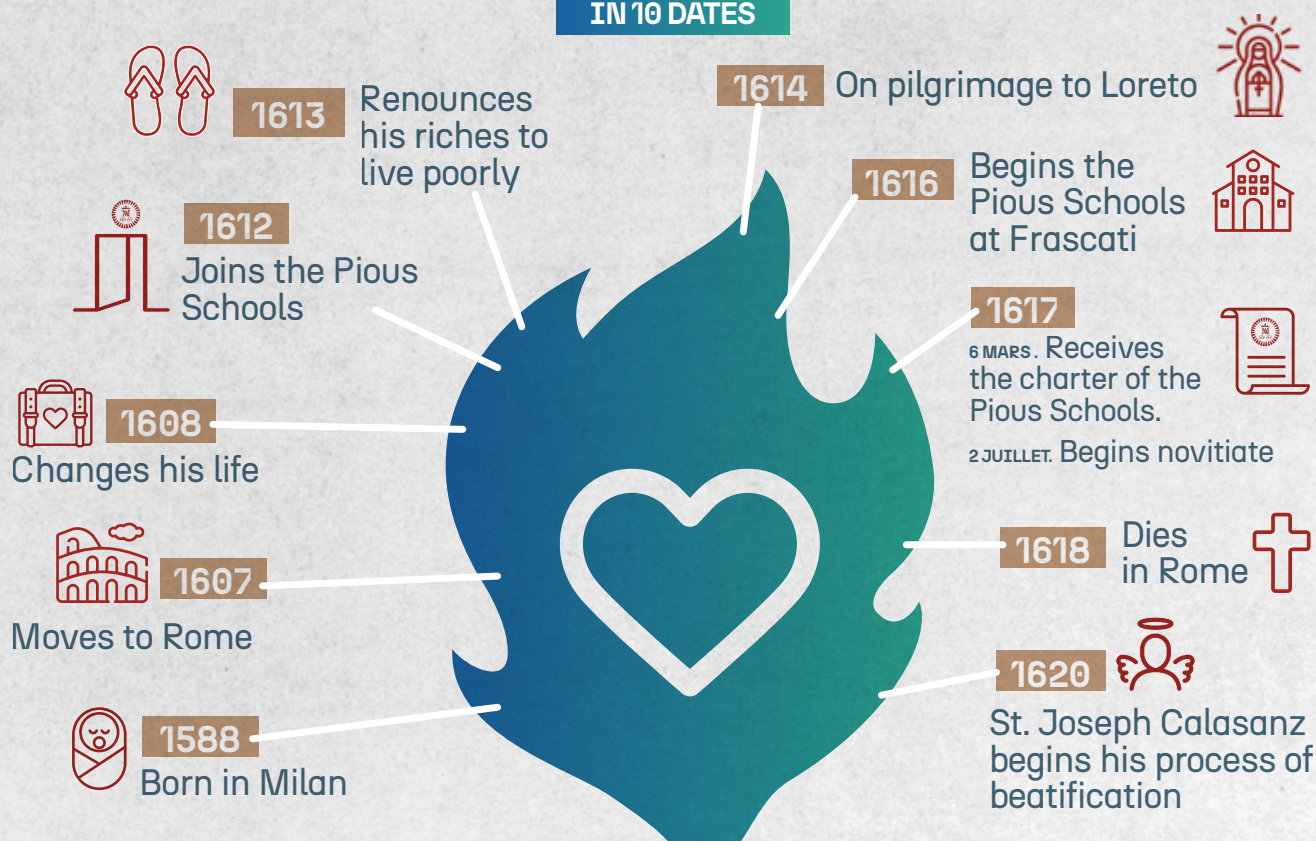 IN 10 DATES
1613
Renounces
his riches to
live poorly
1612
Joins the Pious
Schools
1608
Changes his life
1607
Moves to Rome
1588
Born in Milan
1614
On pilgrimage to Loreto
1616
Begins the
Pious Schools
at Frascati
1617
6 MARS. Receives
the charter of the
Pious Schools.
2 JUILLET. Begins novitiate
1618
Dies
in Rome
1620
St. Joseph Calasanz
begins his process of
beatification